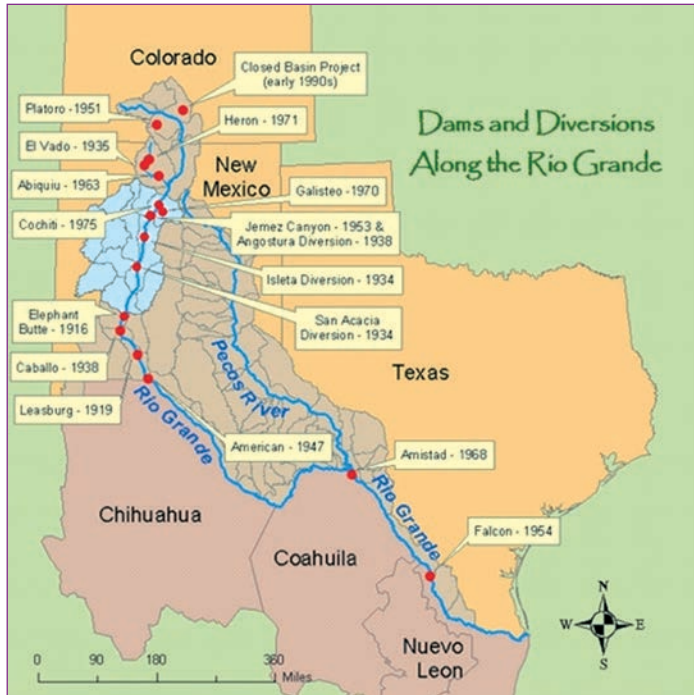 Colorado
Closed Basin Project
(early 1990s)
Platoro - 1951
Heron - 1971
Dams and Diversions
Along the Rio Grande
El Vado - 1935
New
Mexico
Abiquiu - 1963
Galisteo - 1970
Cochiti - 1975
Jemez Canyon - 1953 &
Angostura Diversion - 1938
Isleta Diversion - 1934
Elephant
Butte - 1916
San Acacia
Diversion - 1934
Caballo - 1938
Texas
Pecos River
Leasburg - 1919
Rio Grande
American - 1947
Amistad - 1968
Rio Grande
Chihuahua
Falcon - 1954
Coahuila
N
W
E
S
Nuevo
Leon
0 90 180 360
Miles